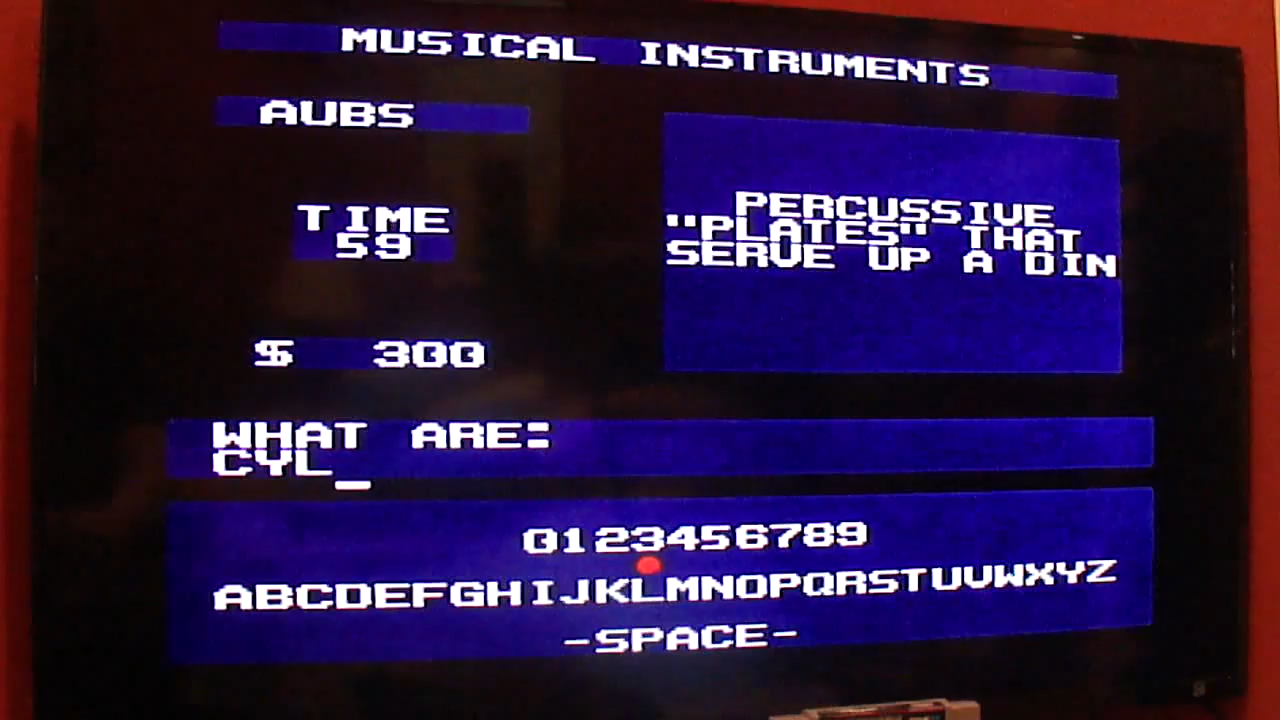 MUSICAL INSTRUMENTS
AUBS
TIME
59
$ 300
PERCUSSIVE
"PLATES" THAT
SERVE UP A DIN
WHAT ARE:
CYL_
0123456789
ABCDEFGHIJKLMNOPQRSTUVWXYZ
-SPACE-